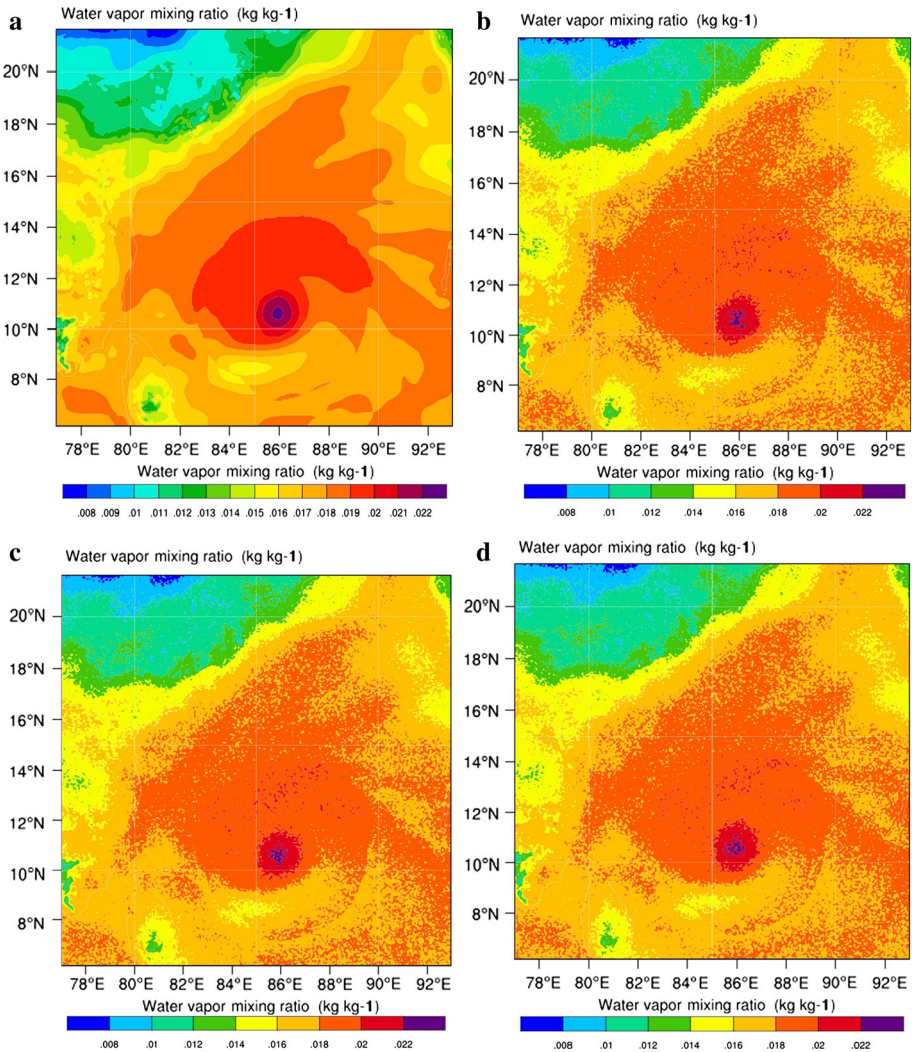 a
Water vapor mixing ratio (kg kg-1)
20°N
18°N
16°N
14°N
12°N
10°N
8°N
78°E 80°E 82°E 84°E 86°E 88°E 90°E 92°E
Water vapor mixing ratio (kg kg-1)
.008 .009 .01 .011 .012 .013 .014 .015 .016 .017 .018 .019 .02 .021 .022
b
Water vapor mixing ratio (kg kg-1)
20°N
18°N
16°N
14°N
12°N
10°N
8°N
78°E 80°E 82°E 84°E 86°E 88°E 90°E 92°E
Water vapor mixing ratio (kg kg-1)
.008 .01 .012 .014 .016 .018 .02 .022
c
Water vapor mixing ratio (kg kg-1)
20°N
18°N
16°N
14°N
12°N
10°N
8°N
78°E 80°E 82°E 84°E 86°E 88°E 90°E 92°E
Water vapor mixing ratio (kg kg-1)
.008 .01 .012 .014 .016 .018 .02 .022
d
Water vapor mixing ratio (kg kg-1)
20°N
18°N
16°N
14°N
12°N
10°N
8°N
78°E 80°E 82°E 84°E 86°E 88°E 90°E 92°E
Water vapor mixing ratio (kg kg-1)
.008 .01 .012 .014 .016 .018 .02 .022